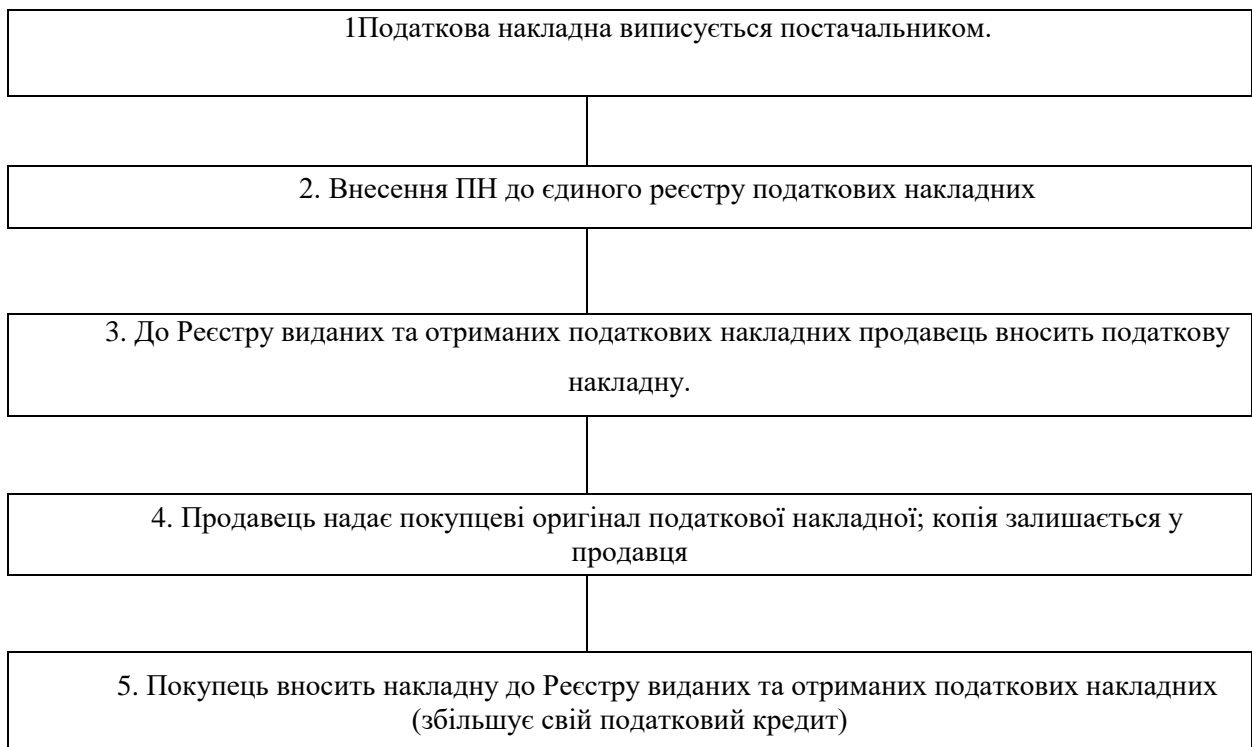 1Податкова накладна виписується постачальником.
2. Внесення ПН до єдиного реєстру податкових накладних
3. До Реєстру виданих та отриманих податкових накладних продавець вносить податкову
накладну.
4. Продавець надає покупцеві оригінал податкової накладної; копія залишається у
продавця
5. Покупець вносить накладну до Реєстру виданих та отриманих податкових накладних
(збільшує свій податковий кредит)